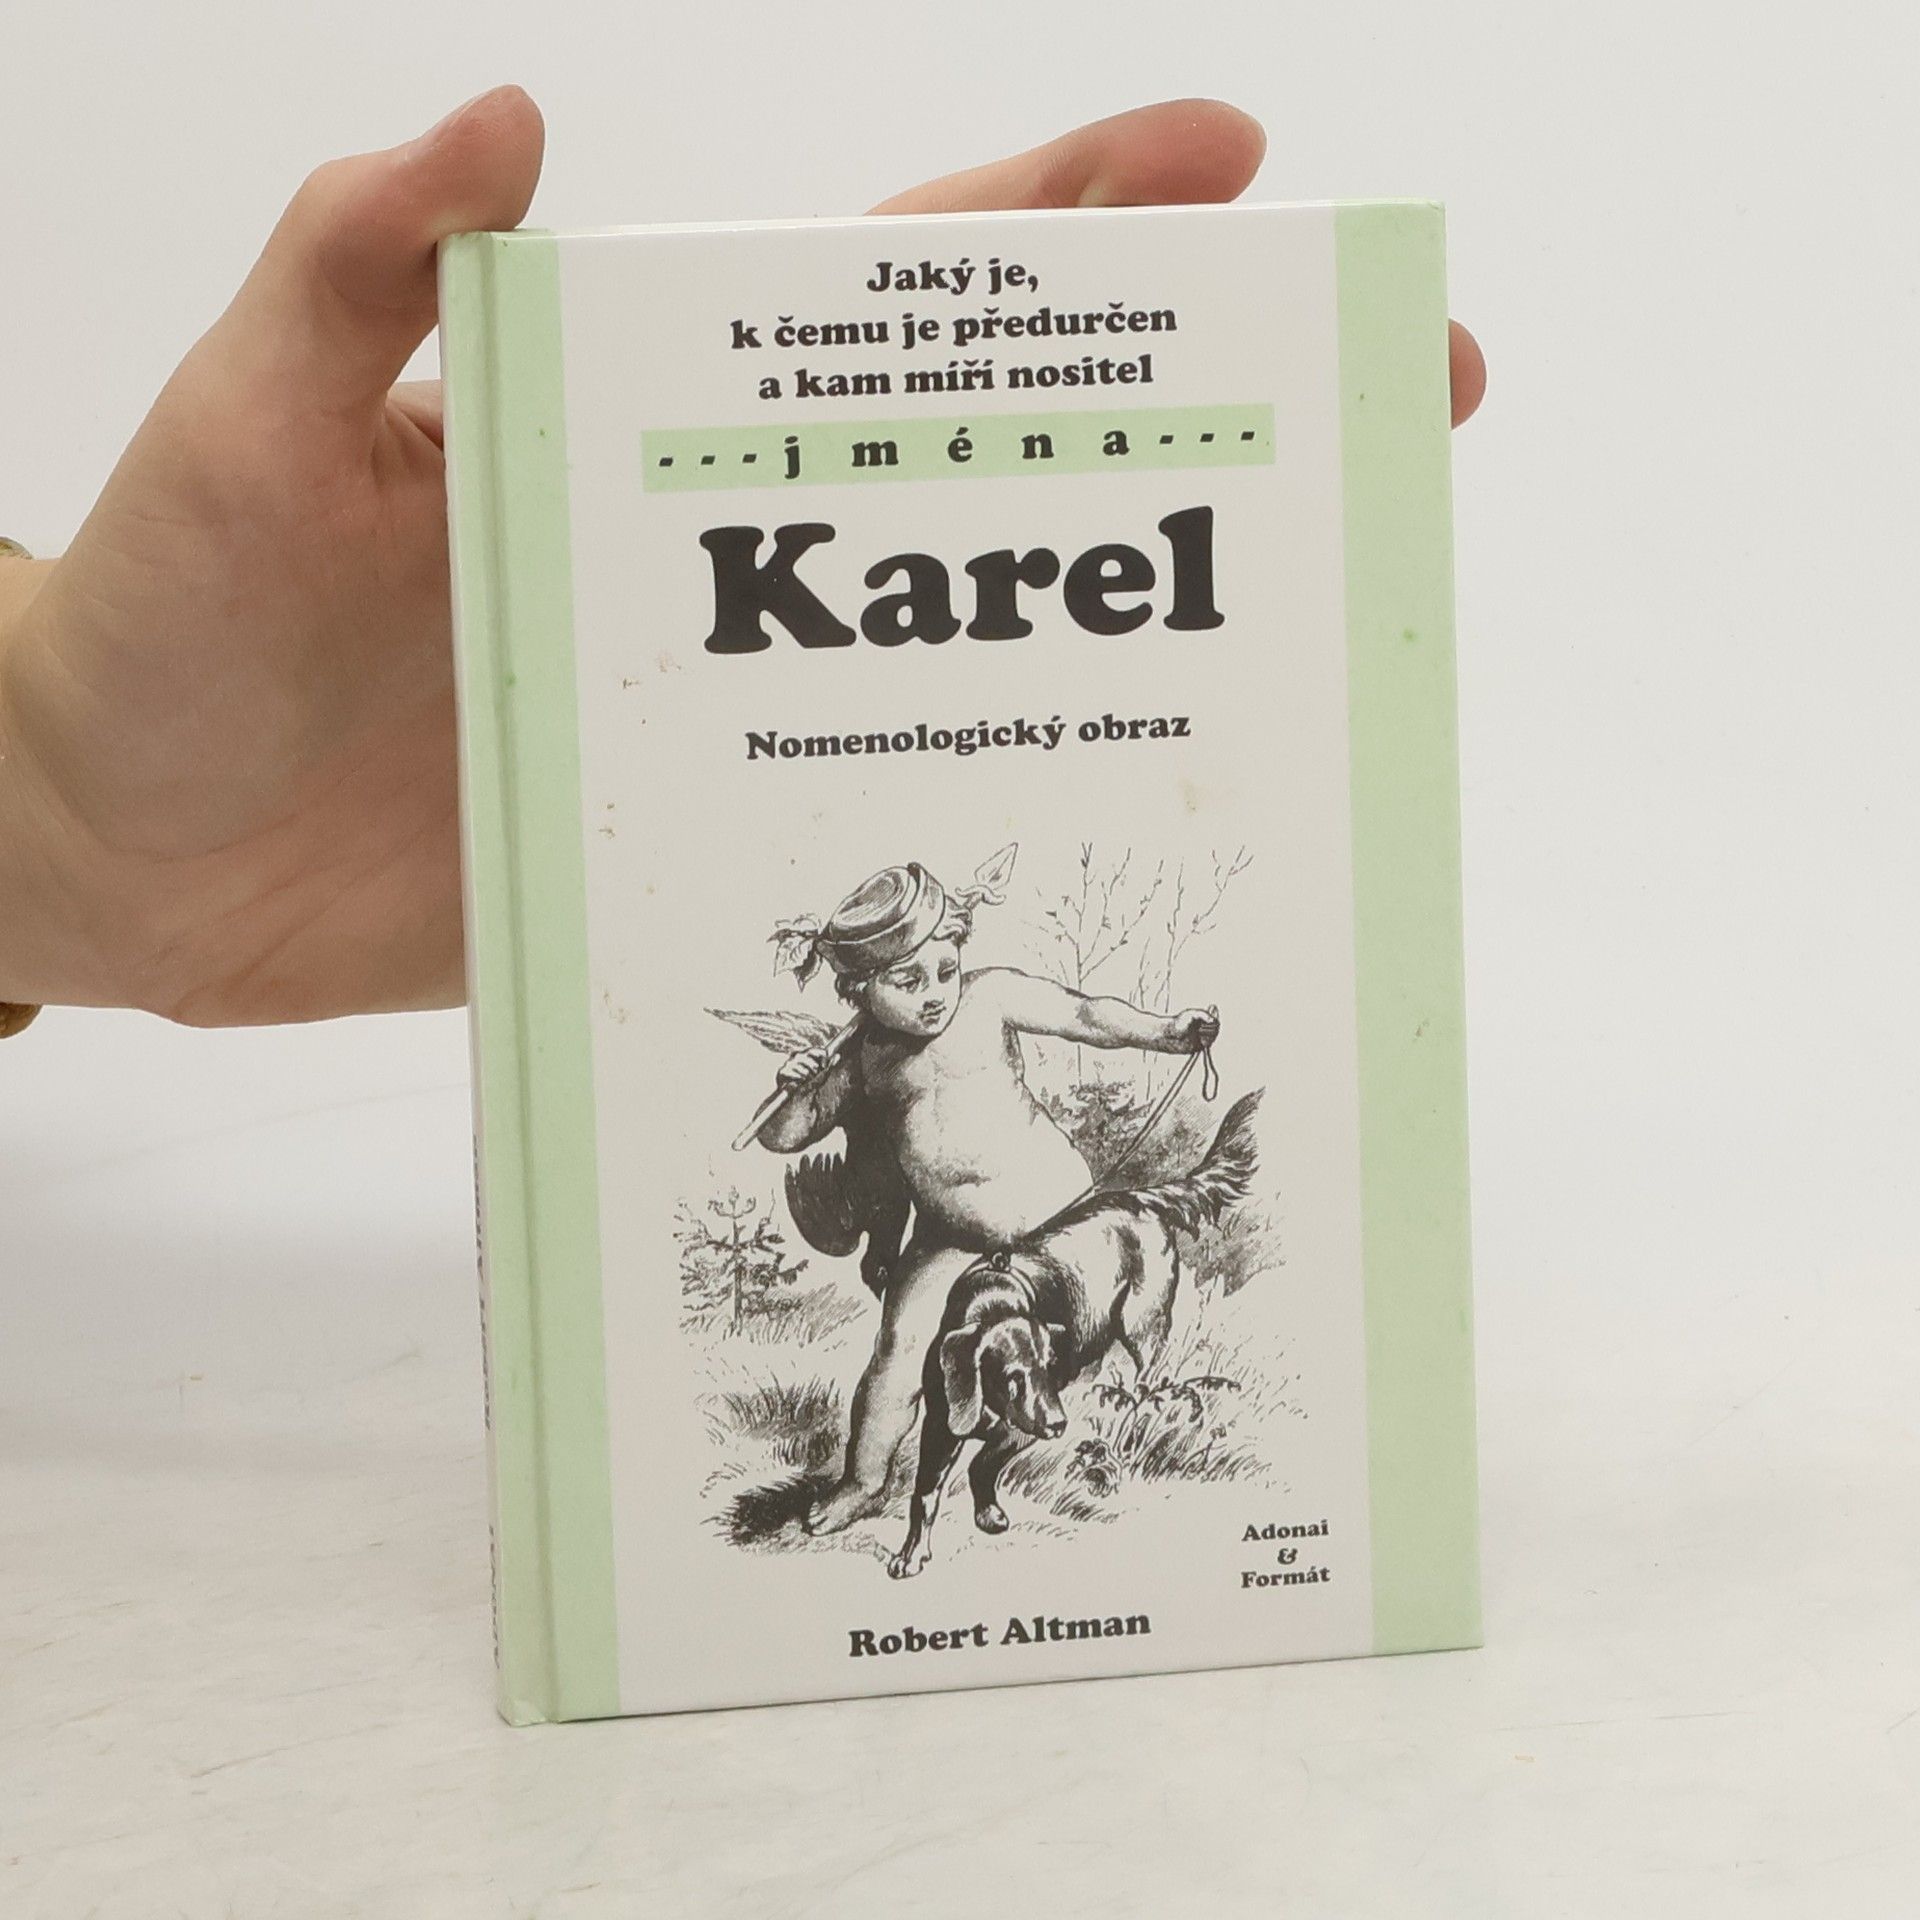 Jaký je,
k čemu je předurčen
a kam míří nositel
- - - j m é n a - - -
Karel
Nomenologický obraz
Adonai
&
Formát
Robert Altman